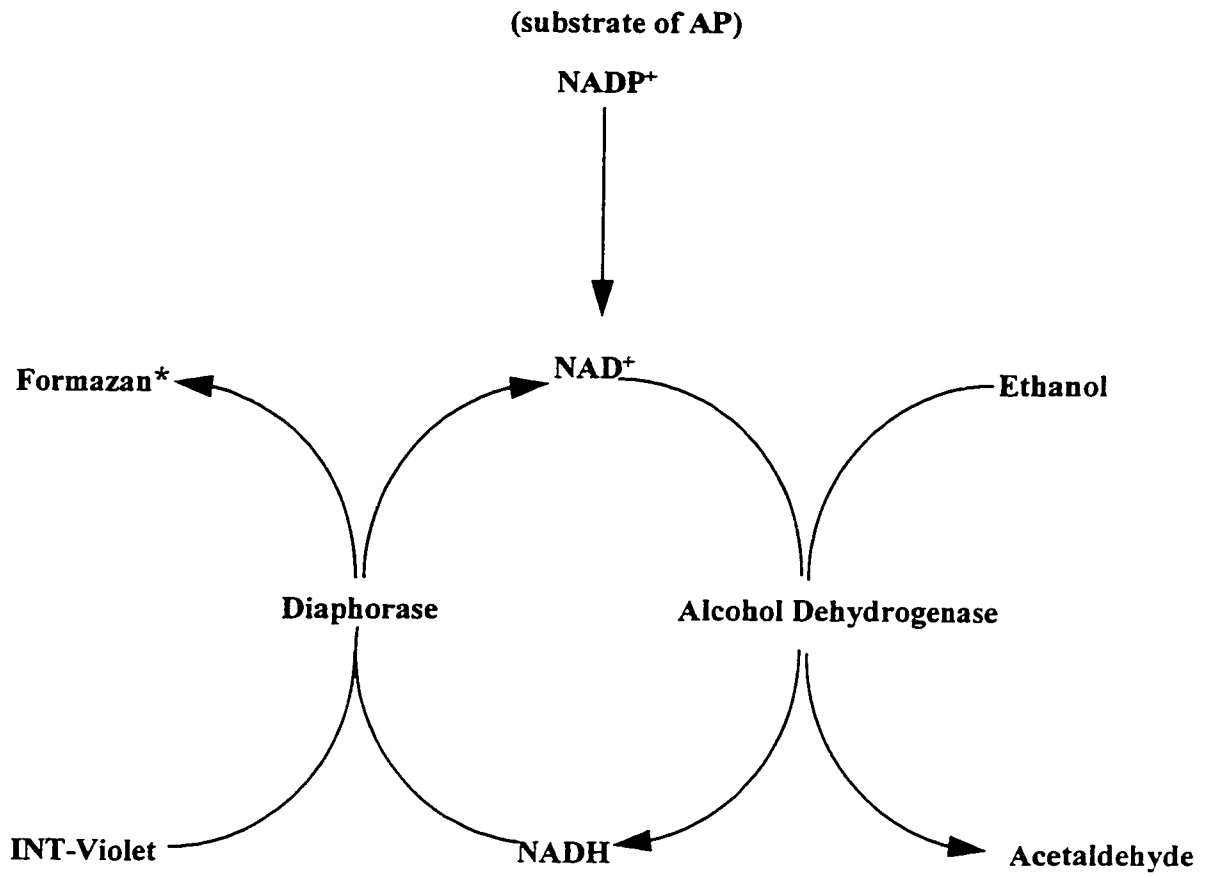 (substrate of AP)
NADP⁺
Formazan*
NAD⁺
Ethanol
Diaphorase
Alcohol Dehydrogenase
INT-Violet
NADH
Acetaldehyde